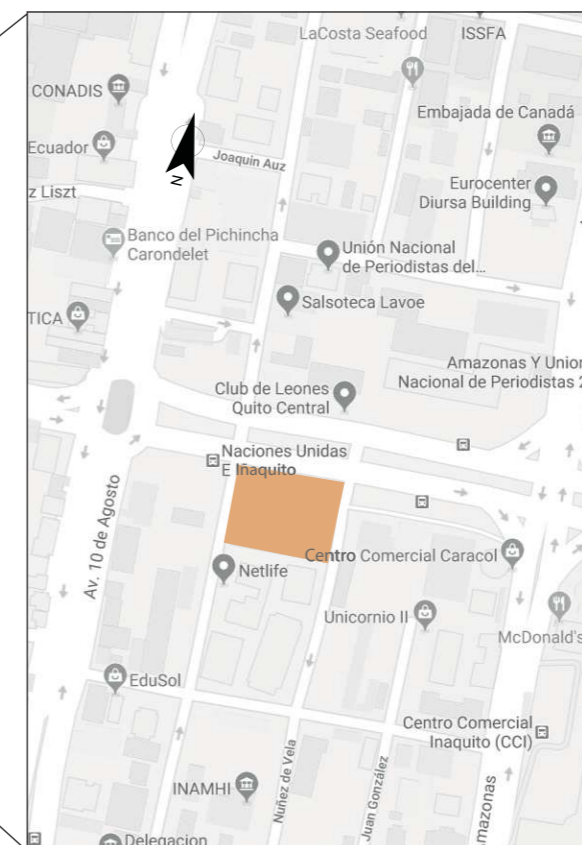 LaCosta Seafood
ISSFA
CONADIS
Embajada de Canadá
Ecuador
Joaquin Auz
N
z Liszt
Eurocenter
Diursa Building
Banco del Pichincha
Carondelet
Unión Nacional
de Periodistas del...
Salsoteca Lavoe
TICA
Amazonas Y Union
Nacional de Periodistas 2
Club de Leones
Quito Central
Naciones Unidas
E Iñaquito
Av. 10 de Agosto
Centro Comercial Caracol
Netlife
Unicornio II
McDonald's
EduSol
Centro Comercial
Inaquito (CCI)
Nuñez de Vela
Juan González
mazonas
INAMHI
Delegacion